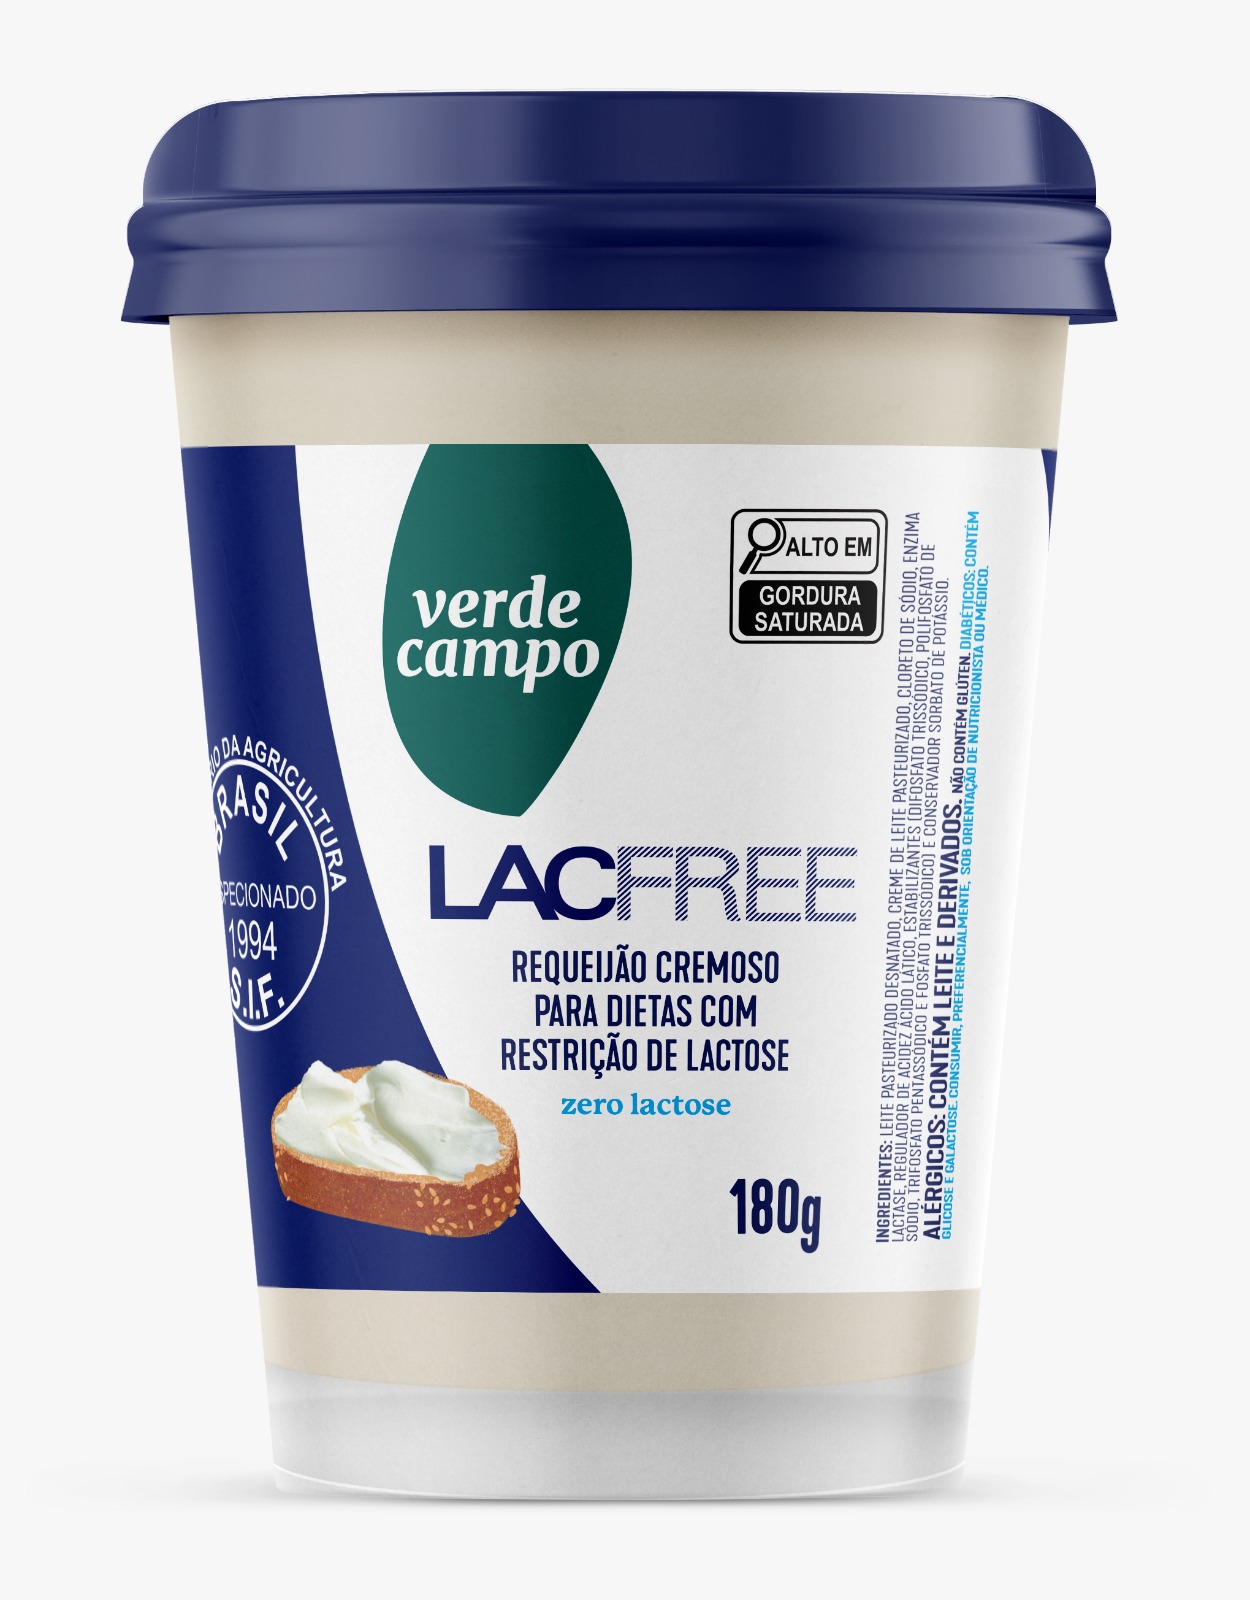 verde
campo
ALTO EM
GORDURA
SATURADA
LACFREE
REQUEIJÃO CREMOSO
PARA DIETAS COM
RESTRIÇÃO DE LACTOSE
zero lactose
180g
DA AGRICULTURA
BRASIL
1994
S.I.F.
INGREDIENTES: LEITE PASTEURIZADO DESNATADO, CREME DE LEITE PASTEURIZADO, CLORETO DE SÓDIO, ENZIMA
LACTASE, REGULADOR DE ACIDEZ ÁCIDO LÁTICO, ESTABILIZANTES (DIFOSFATO TRISSÓDICO, POLIFOSFATO DE
SÓDIO, TRIFOSFATO PENTASSÓDICO E FOSFATO TRISSÓDICO) E CONSERVADOR SORBATO DE POTÁSSIO.
ALÉRGICOS: CONTÉM LEITE E DERIVADOS. NÃO CONTÉM GLÚTEN. DIABÉTICOS: CONTÉM
GLICOSE E GALACTOSE. CONSUMIR, PREFERENCIALMENTE, SOB ORIENTAÇÃO DE NUTRICIONISTA OU MÉDICO.